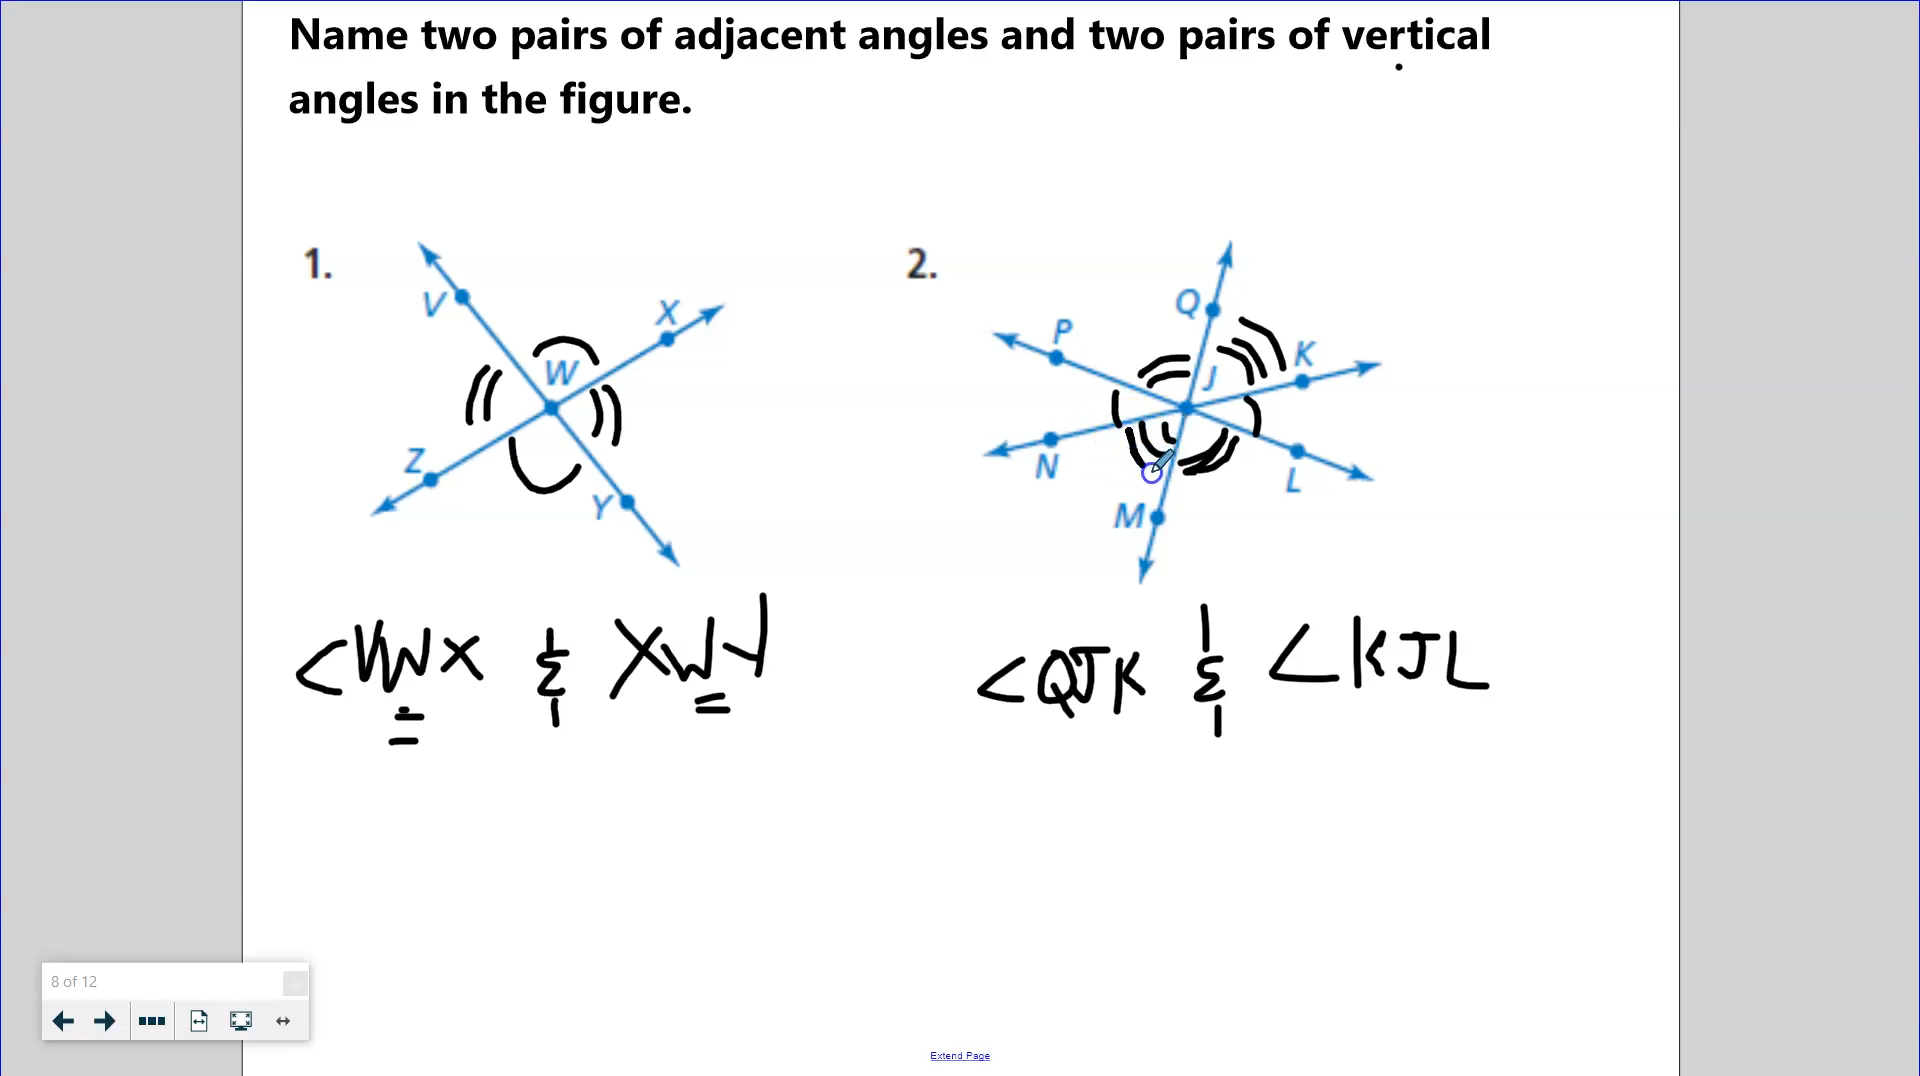 Name two pairs of adjacent angles and two pairs of vertical
angles in the figure.
1.
V
X
W
Z
Y
2.
Q
P
K
J
N
L
M
<VWX & XWY
<QJK & <KJL
8 of 12
Extend Page